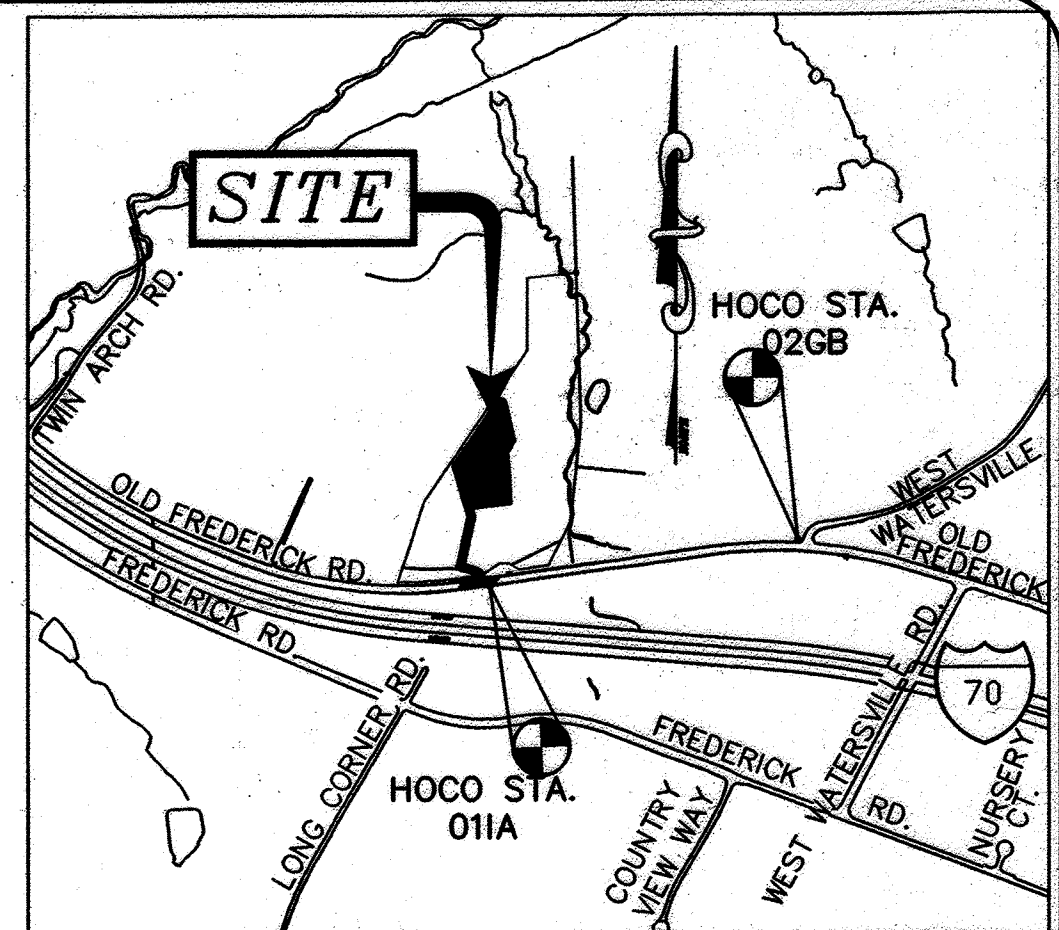 SITE
TWIN ARCH RD.
HOCO STA.
02GB
OLD FREDERICK RD.
WEST
WATERSVILLE
OLD
FREDERICK
FREDERICK RD.
RD.
70
LONG CORNER RD.
FREDERICK
RD.
WEST WATERSVILLE RD.
HOCO STA.
01IA
COUNTRY
VIEW WAY
NURSERY
CT.